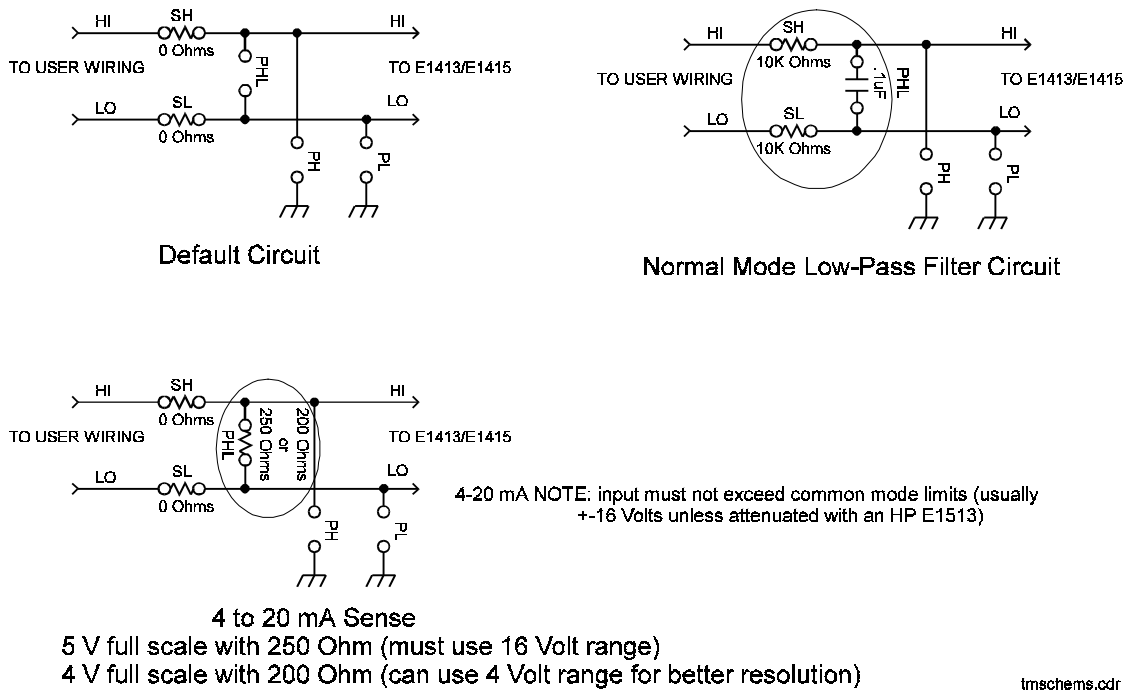 HI
SH
HI
0 Ohms
TO USER WIRING
PHL
TO E1413/E1415
LO
SL
LO
0 Ohms
PH
PL
Default Circuit
HI
SH
HI
10K Ohms
TO USER WIRING
.1uF
PHL
TO E1413/E1415
LO
SL
LO
10K Ohms
PH
PL
Normal Mode Low-Pass Filter Circuit
HI
SH
HI
0 Ohms
TO USER WIRING
PHL
250 Ohms
or
200 Ohms
TO E1413/E1415
LO
SL
LO
0 Ohms
PH
PL
4-20 mA NOTE: input must not exceed common mode limits (usually
+-16 Volts unless attenuated with an HP E1513)
4 to 20 mA Sense
5 V full scale with 250 Ohm (must use 16 Volt range)
4 V full scale with 200 Ohm (can use 4 Volt range for better resolution)
tmschems.cdr